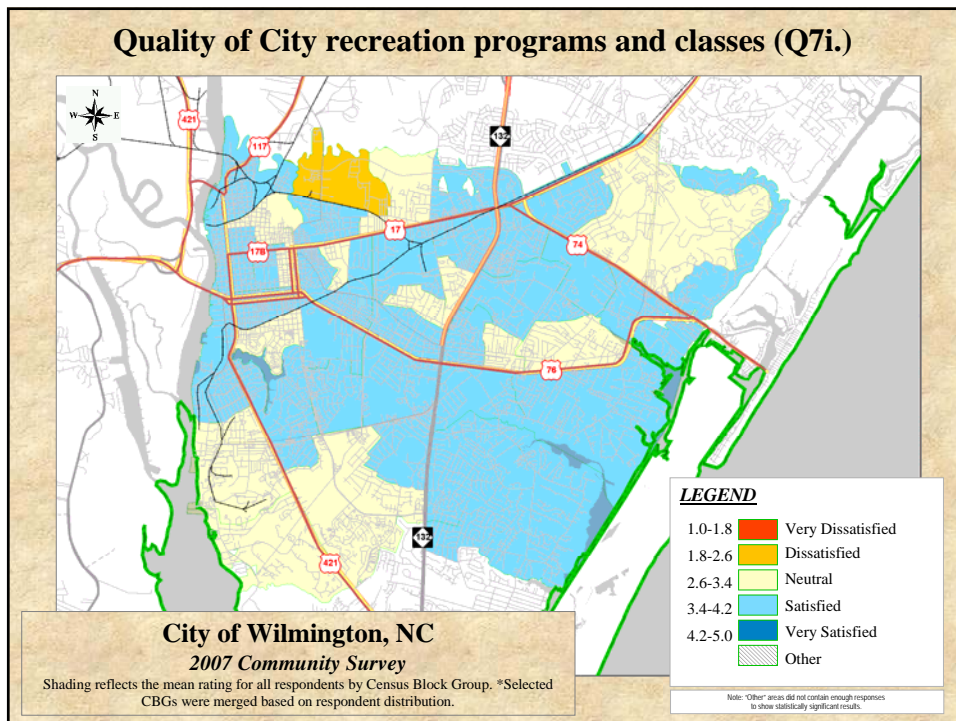 Quality of City recreation programs and classes (Q7i.)
N
W E
S
421
132
117
17
17B
74
76
132
421
LEGEND
1.0-1.8 Very Dissatisfied
1.8-2.6 Dissatisfied
2.6-3.4 Neutral
3.4-4.2 Satisfied
4.2-5.0 Very Satisfied
Other
City of Wilmington, NC
2007 Community Survey
Shading reflects the mean rating for all respondents by Census Block Group. *Selected
CBGs were merged based on respondent distribution.
Note: "Other" areas did not contain enough responses
to show statistically significant results.